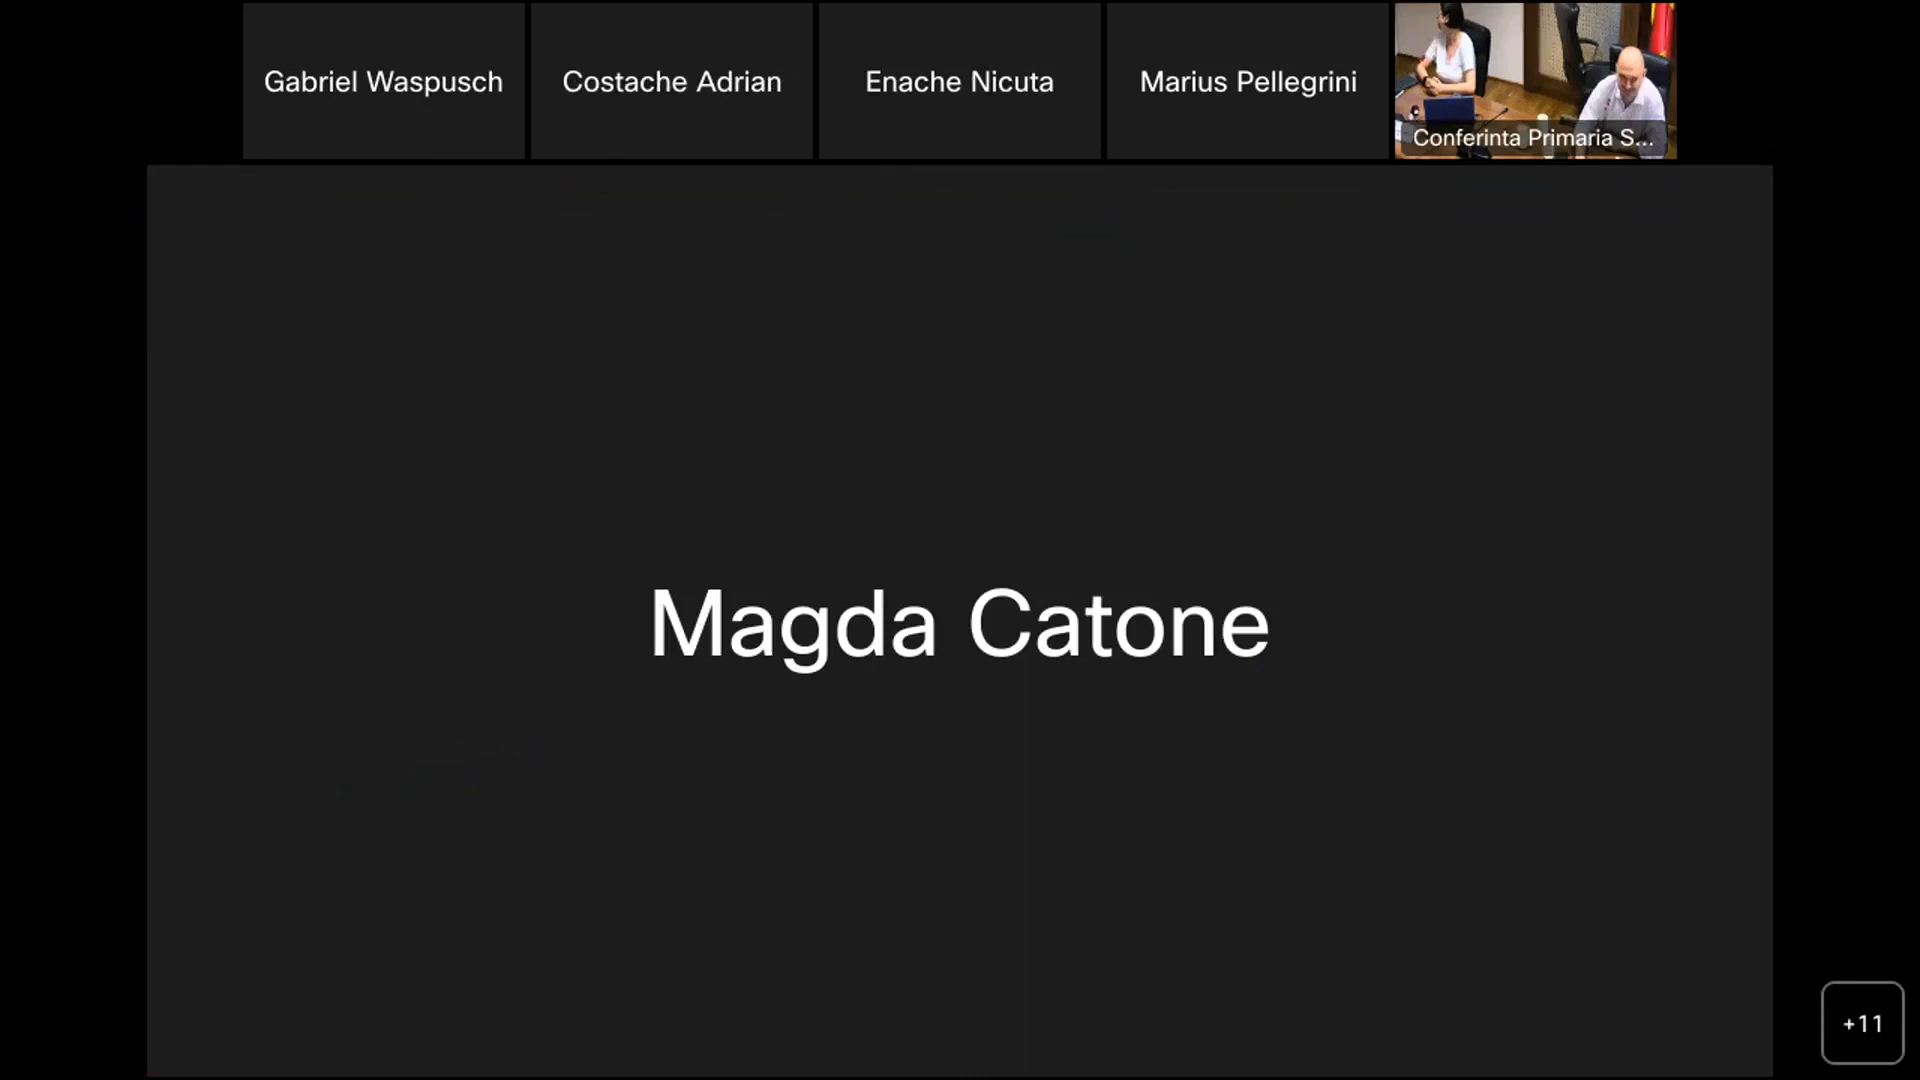 Gabriel Waspusch
Costache Adrian
Enache Nicuta
Marius Pellegrini
Conferinta Primaria S...
Magda Catone
+11